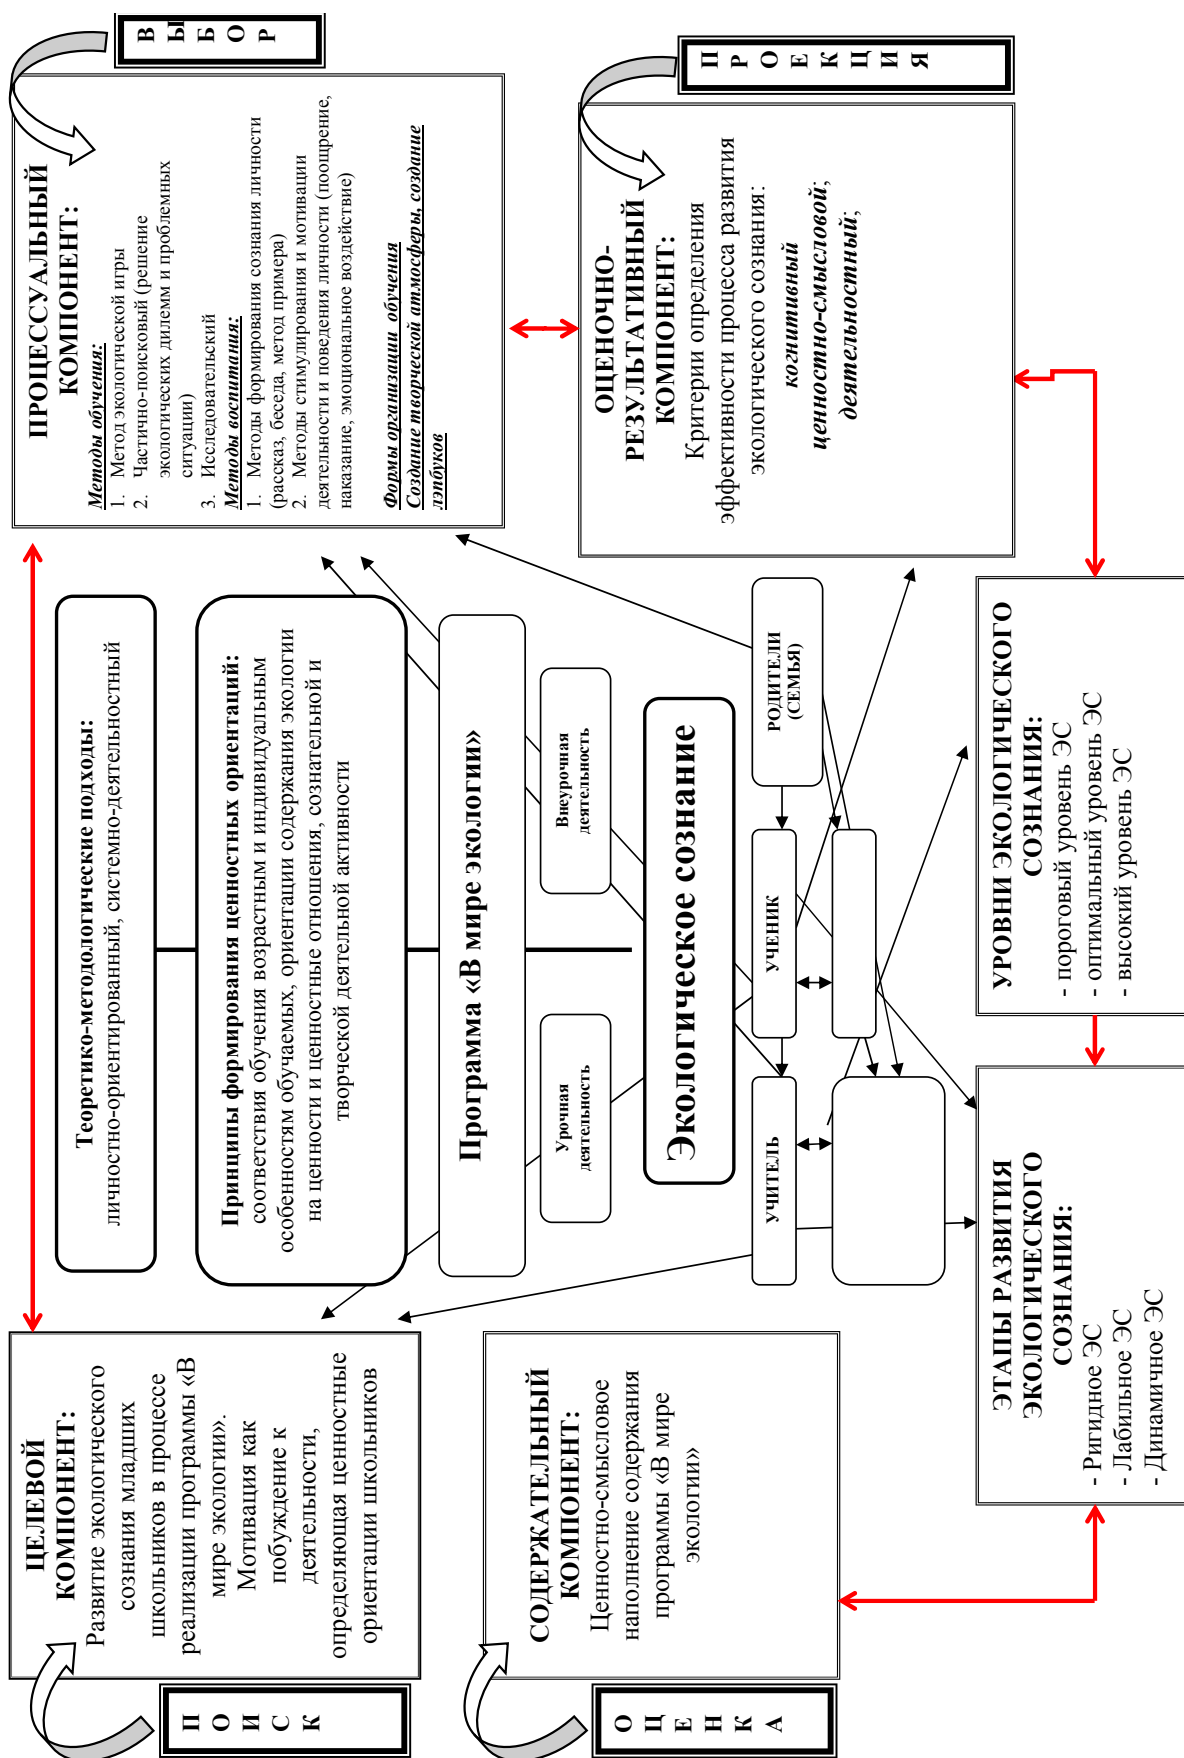 П
О
И
С
К
ЦЕЛЕВОЙ
КОМПОНЕНТ:
Развитие экологического
сознания младших
школьников в процессе
реализации программы «В
мире экологии».
Мотивация как
побуждение к
деятельности,
определяющая ценностные
ориентации школьников
Теоретико-методологические подходы:
личностно-ориентированный, системно-деятельностный
Принципы формирования ценностных ориентаций:
соответствия обучения возрастным и индивидуальным
особенностям обучаемых, ориентации содержания экологии
на ценности и ценностные отношения, сознательной и
творческой деятельной активности
Программа «В мире экологии»
Урочная
деятельность
Внеурочная
деятельность
Экологическое сознание
УЧИТЕЛЬ
УЧЕНИК
РОДИТЕЛИ
(СЕМЬЯ)
ПРОЦЕССУАЛЬНЫЙ
КОМПОНЕНТ:
Методы обучения:
1. Метод экологической игры
2. Частично-поисковый (решение
экологических дилемм и проблемных
ситуации)
3. Исследовательский
Методы воспитания:
1. Методы формирования сознания личности
(рассказ, беседа, метод примера)
2. Методы стимулирования и мотивации
деятельности и поведения личности (поощрение,
наказание, эмоциональное воздействие)
Формы организации обучения
Создание творческой атмосферы, создание
лэпбуков
В
Ы
Б
О
Р
О
Ц
Е
Н
К
А
СОДЕРЖАТЕЛЬНЫЙ
КОМПОНЕНТ:
Ценностно-смысловое
наполнение содержания
программы «В мире
экологии»
ОЦЕНОЧНО-
РЕЗУЛЬТАТИВНЫЙ
КОМПОНЕНТ:
Критерии определения
эффективности процесса развития
экологического сознания:
когнитивный
ценностно-смысловой;
деятельностный;
П
Р
О
Е
К
Ц
И
Я
ЭТАПЫ РАЗВИТИЯ
ЭКОЛОГИЧЕСКОГО
СОЗНАНИЯ:
- Ригидное ЭС
- Лабильное ЭС
- Динамичное ЭС
УРОВНИ ЭКОЛОГИЧЕСКОГО
СОЗНАНИЯ:
- пороговый уровень ЭС
- оптимальный уровень ЭС
- высокий уровень ЭС